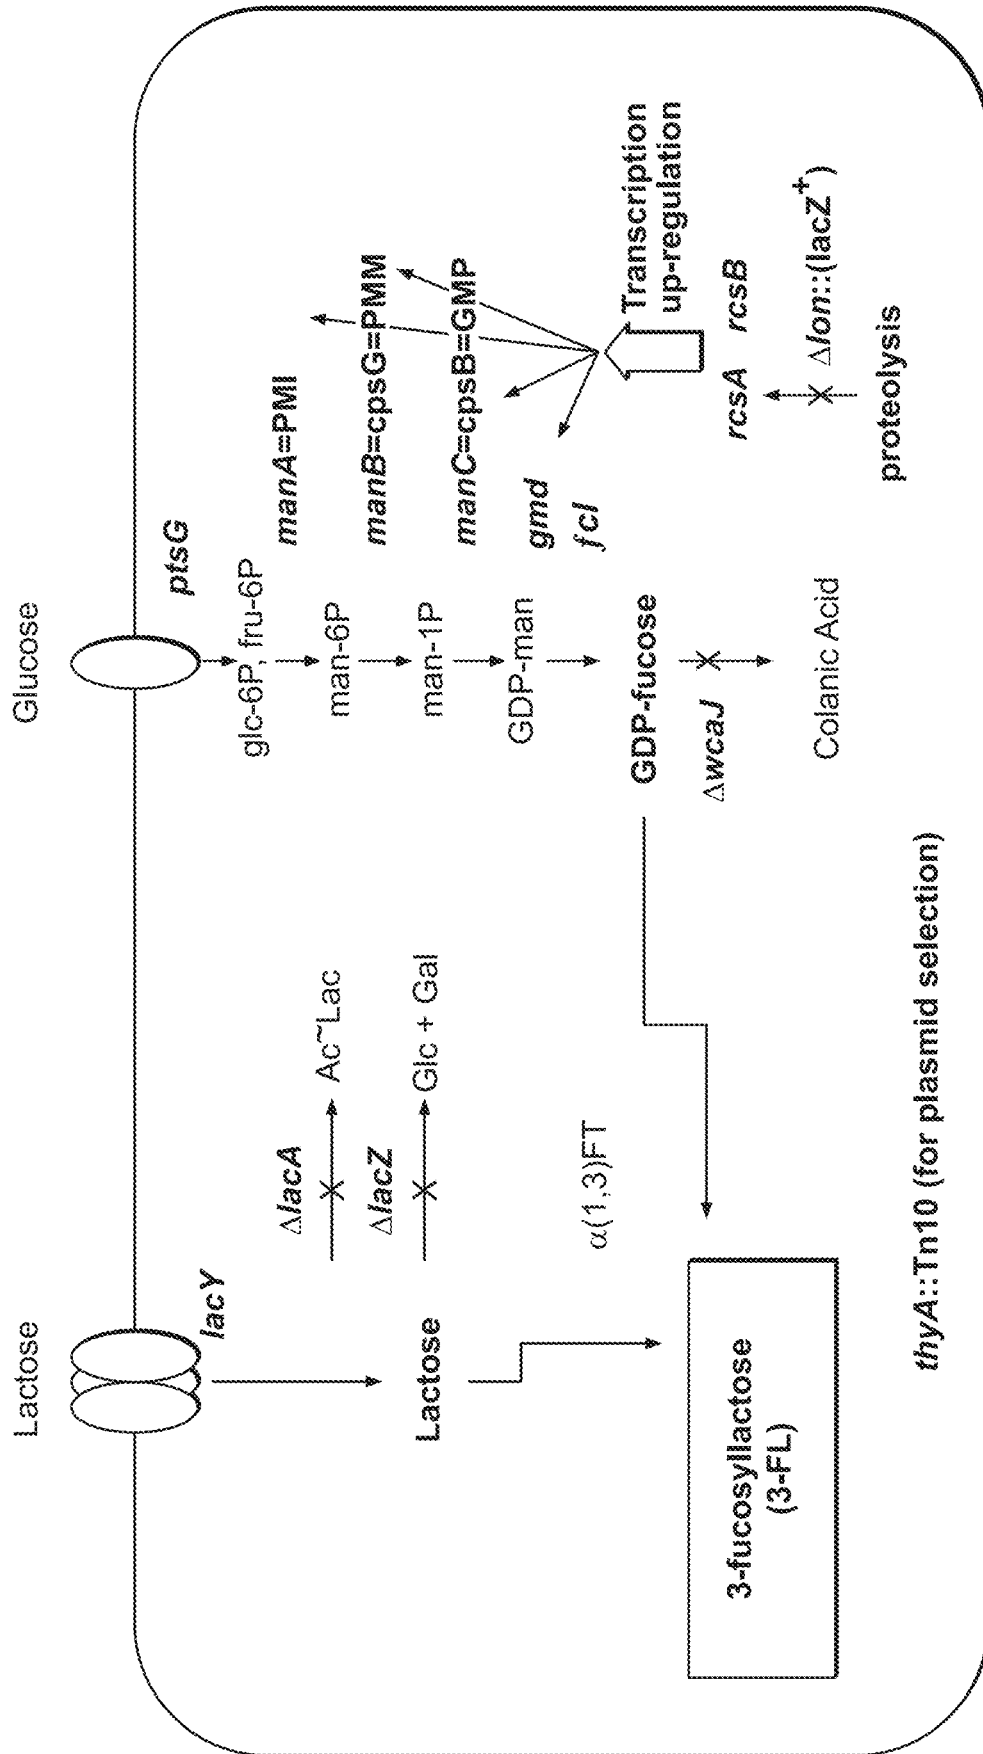 Lactose
Glucose
lacY
ptsG
glc-6P, fru-6P
man-6P
man-1P
GDP-man
GDP-fucose
ΔwcaJ
Colanic Acid
manA=PMI
manB=cpsG=PMM
manC=cpsB=GMP
gmd
fcl
Transcription
up-regulation
rcsA rcsB
Δlon::(lacZ+)
proteolysis
ΔlacA
Ac~Lac
ΔlacZ
Glc + Gal
Lactose
α(1,3)FT
3-fucosyllactose
(3-FL)
thyA::Tn10 (for plasmid selection)